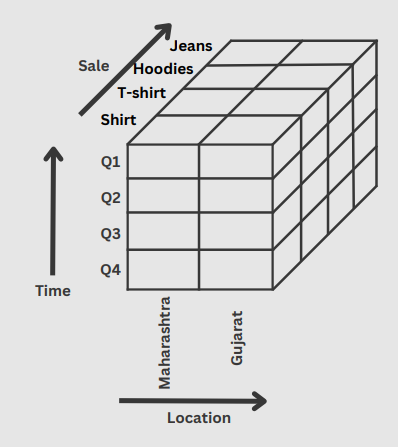 Jeans
Sale
Hoodies
T-shirt
Shirt
Q1
Q2
Q3
Q4
Time
Maharashtra
Gujarat
Location